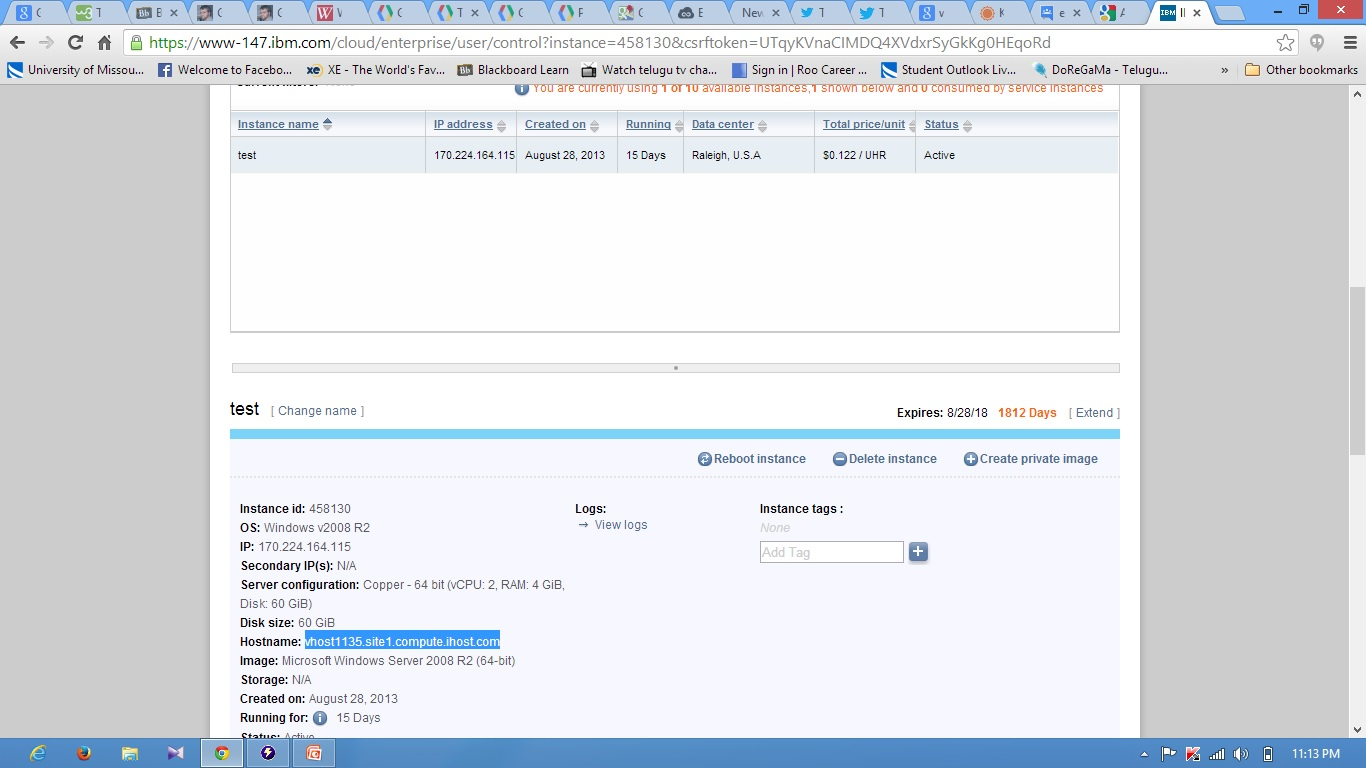 https://www-147.ibm.com/cloud/enterprise/user/control?instance=458130&csrftoken=UTqyKVnaCIMDQ4XVdxrSyGkKg0HEqoRd
University of Missou... Welcome to Facebo... XE - The World's Fav... Blackboard Learn Watch telugu tv cha... Sign in | Roo Career ... Student Outlook Liv... DoReGaMa - Telugu... » Other bookmarks
You are currently using 1 of 10 available instances,1 shown below and 0 consumed by service instances
Instance name IP address Created on Running Data center Total price/unit Status
test 170.224.164.115 August 28, 2013 15 Days Raleigh, U.S.A $0.122 / UHR Active
test [ Change name ] Expires: 8/28/18 1812 Days [ Extend ]
Reboot instance Delete instance Create private image
Instance id: 458130 Logs: Instance tags :
OS: Windows v2008 R2 → View logs None
IP: 170.224.164.115 Add Tag
Secondary IP(s): N/A
Server configuration: Copper - 64 bit (vCPU: 2, RAM: 4 GiB,
Disk: 60 GiB)
Disk size: 60 GiB
Hostname: vhost1135.site1.compute.ihost.com
Image: Microsoft Windows Server 2008 R2 (64-bit)
Storage: N/A
Created on: August 28, 2013
Running for: 15 Days
Status: Active
11:13 PM